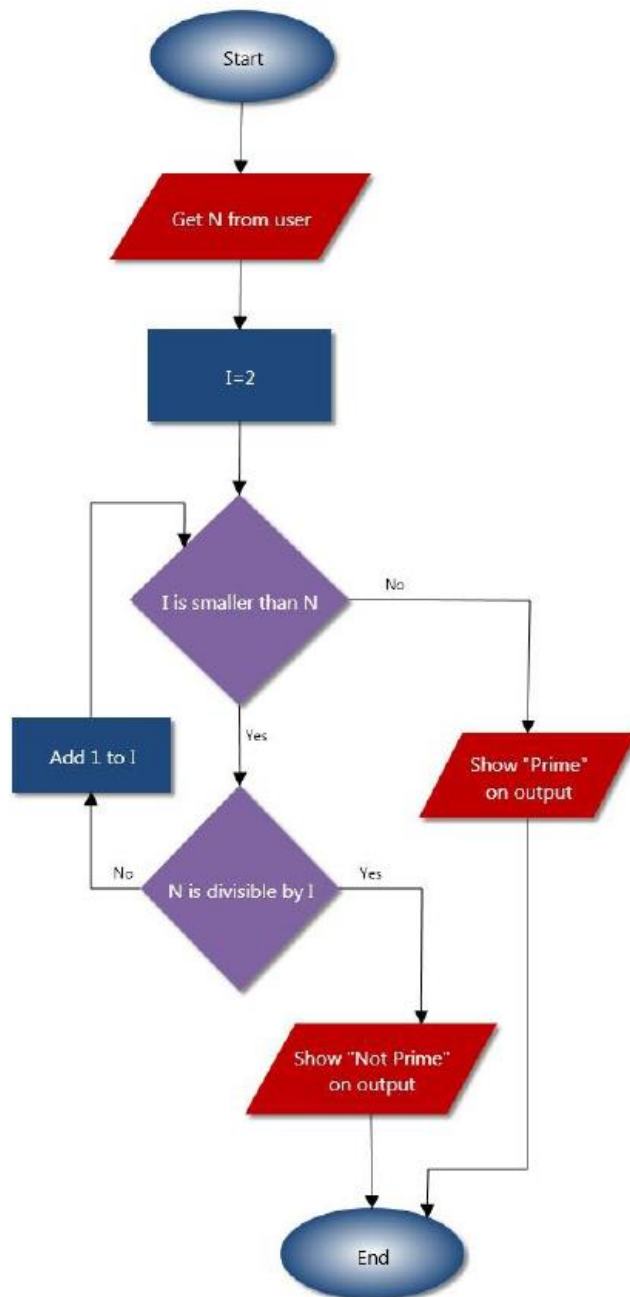 Start
Get N from user
I=2
I is smaller than N
No
Yes
Add 1 to I
Show "Prime"
on output
No
N is divisible by I
Yes
Show "Not Prime"
on output
End